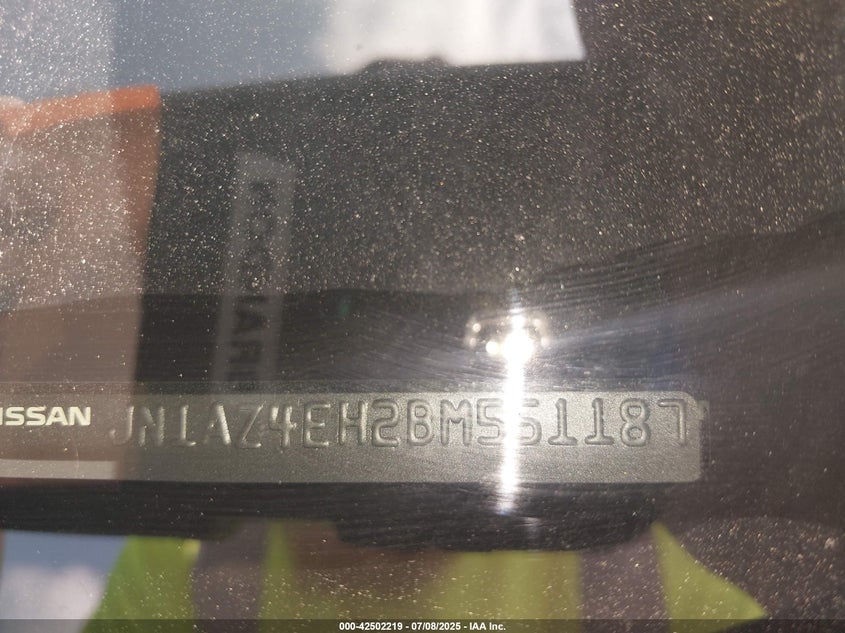 NISSAN JN1AZ4EH2BM551187
000-42502219 - 07/08/2025 - IAA Inc.